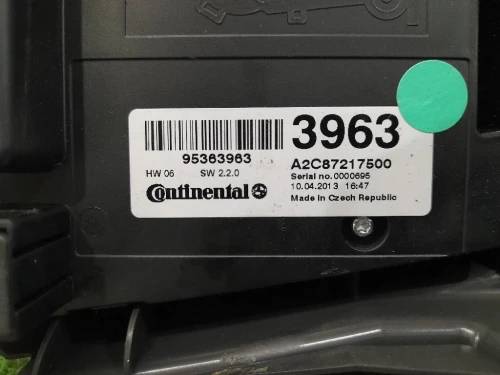 95363963
HW 06 SW 2.2.0
Continental
3963
A2C87217500
Serial no.0000695
10.04.2013 16:47
Made in Czech Republic